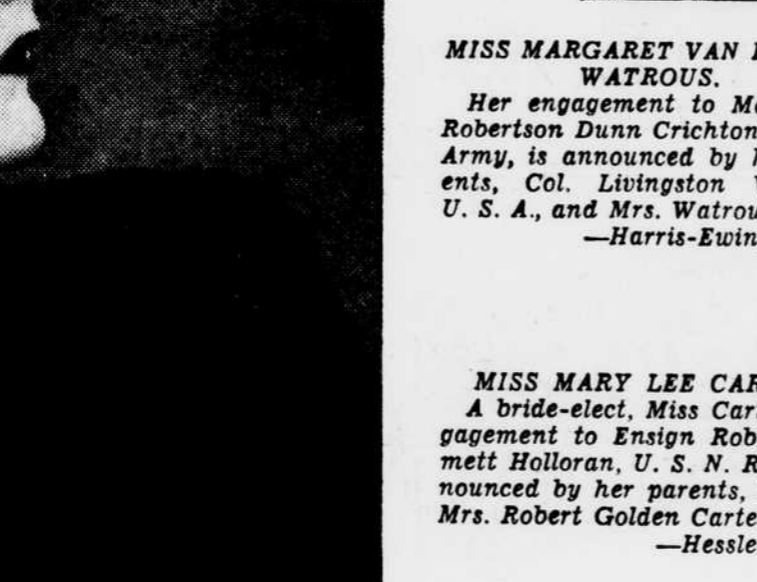 MISS MARGARET VAN
WATROUS.
Her engagement to
Robertson Dunn Crichton
Army, is announced by
ents, Col. Livingston
U. S. A., and Mrs. Watrou
—Harris-Ewin
MISS MARY LEE CAR
A bride-elect, Miss Car
gagement to Ensign Rob
mett Holloran, U. S. N. R
nounced by her parents,
Mrs. Robert Golden Carte
—Hessle